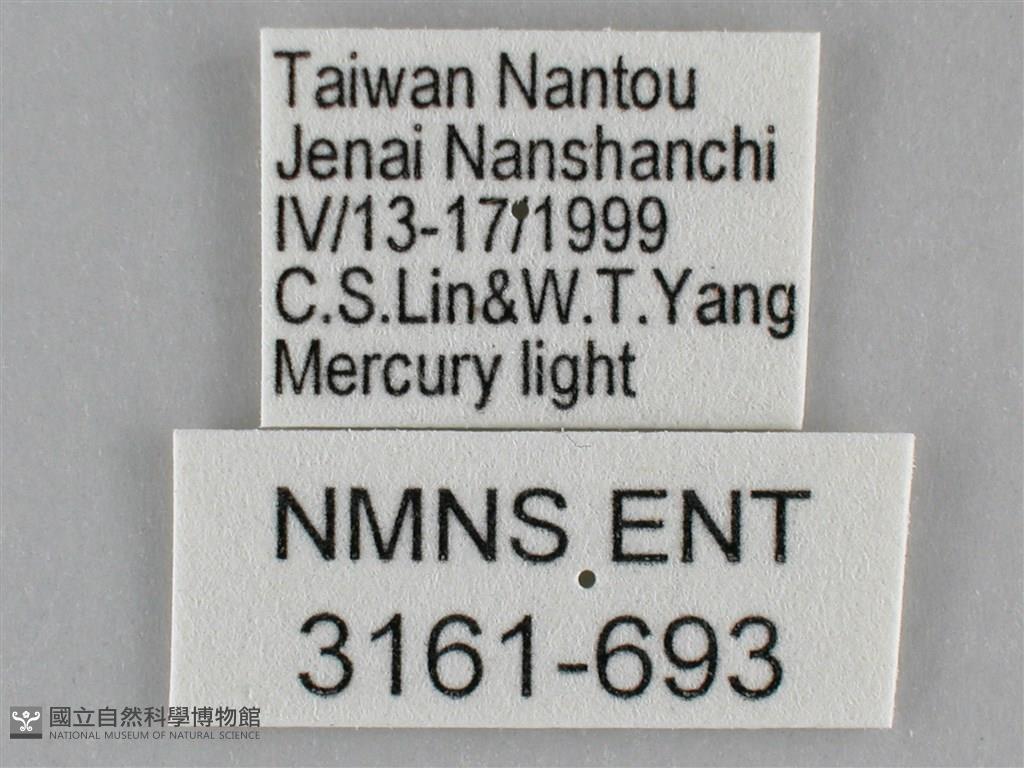 Taiwan Nantou
Jenai Nanshanchi
IV/13-17/1999
C.S.Lin&W.T.Yang
Mercury light
NMNS ENT
3161-693
國立自然科學博物館
NATIONAL MUSEUM OF NATURAL SCIENCE